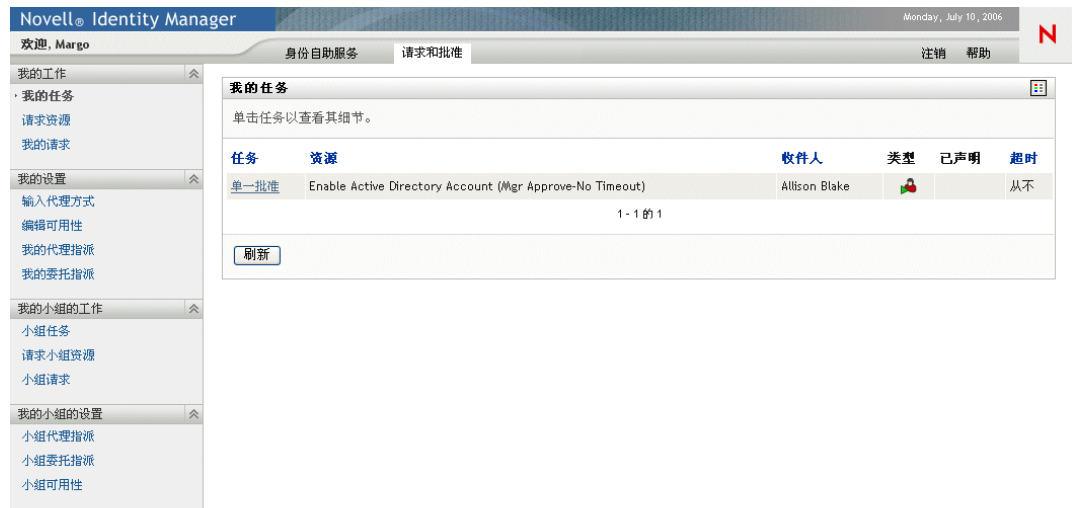 Novell® Identity Manager
Monday, July 10, 2006
N
欢迎, Margo
身份自助服务 请求和批准
注销 帮助
我的工作
我的任务
请求资源
我的请求
我的设置
输入代理方式
编辑可用性
我的代理指派
我的委托指派
我的小组的工作
小组任务
请求小组资源
小组请求
我的小组的设置
小组代理指派
小组委托指派
小组可用性
我的任务
单击任务以查看其细节。
任务 资源 收件人 类型 已声明 超时
单一批准 Enable Active Directory Account (Mgr Approve-No Timeout) Allison Blake 从不
1 - 1 的 1
刷新